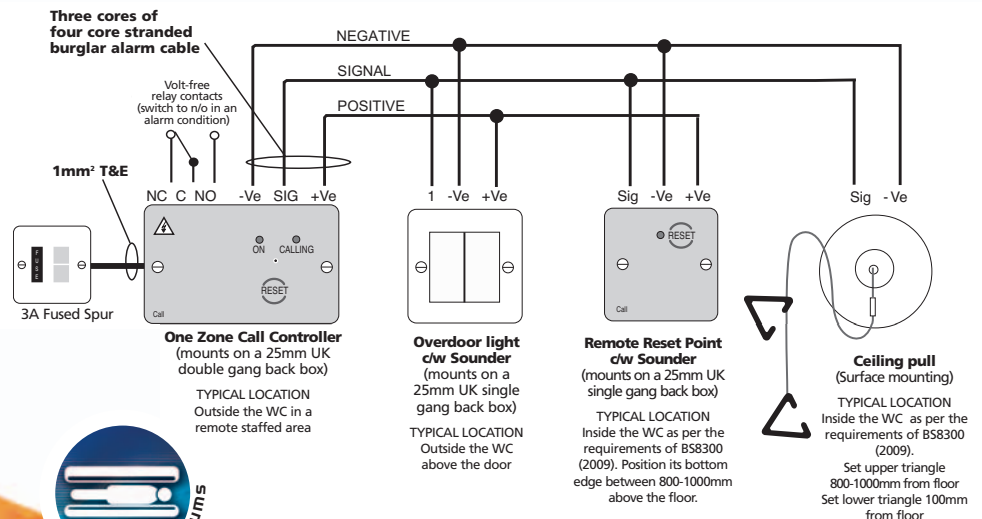 Three cores of
four core stranded
burglar alarm cable
NEGATIVE
SIGNAL
POSITIVE
Volt-free
relay contacts
(switch to n/o in an
alarm condition)
1mm² T&E
NC C NO -Ve SIG +Ve
1 -Ve +Ve
Sig -Ve +Ve
Sig - Ve
FUSE
3A Fused Spur
ON CALLING
RESET
Call
One Zone Call Controller
(mounts on a 25mm UK
double gang back box)
TYPICAL LOCATION
Outside the WC in a
remote staffed area
Overdoor light
c/w Sounder
(mounts on a
25mm UK single
gang back box)
TYPICAL LOCATION
Outside the WC
above the door
RESET
Call
Remote Reset Point
c/w Sounder
(mounts on a 25mm UK
single gang back box)
TYPICAL LOCATION
Inside the WC as per the
requirements of BS8300
(2009). Position its bottom
edge between 800-1000mm
above the floor.
Ceiling pull
(Surface mounting)
TYPICAL LOCATION
Inside the WC as per the
requirements of BS8300
(2009).
Set upper triangle
800-1000mm from floor
Set lower triangle 100mm
from floor